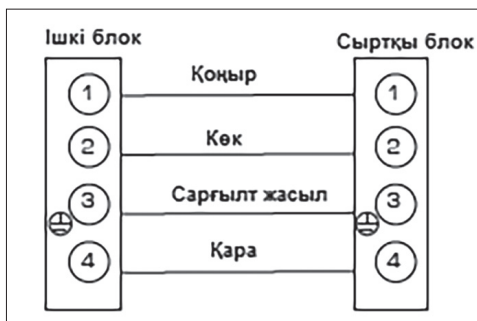 Ішкі блок
Сыртқы блок
1 Қоңыр 1
2 Көк 2
3 Сарғылт жасыл 3
4 Қара 4